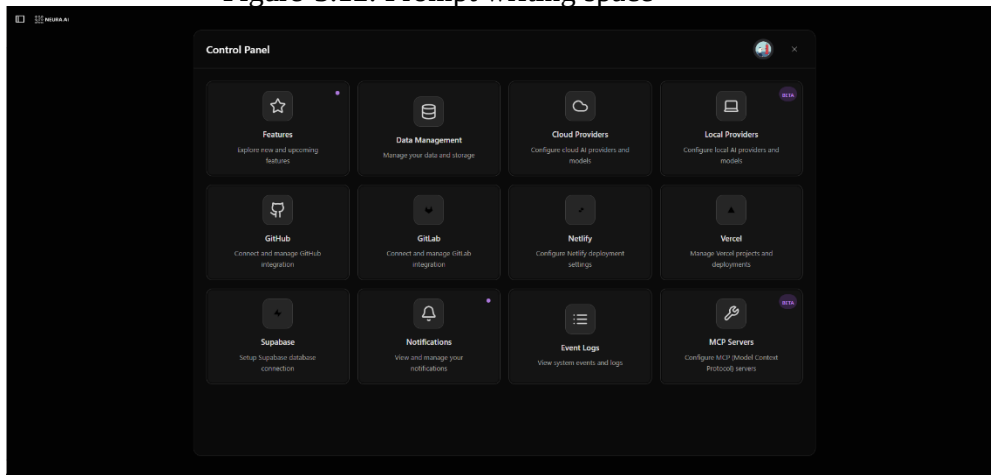 Figure 3.12: Prompt writing space
NEURA AI
Control Panel
BETA
Features
Explore new and upcoming
features
Data Management
Manage your data and storage
Cloud Providers
Configure cloud AI providers and
models
Local Providers
Configure local AI providers and
models
GitHub
Connect and manage GitHub
integration
GitLab
Connect and manage GitLab
integration
Netlify
Configure Netlify deployment
settings
Vercel
Manage Vercel projects and
deployments
BETA
Supabase
Setup Supabase database
connection
Notifications
View and manage your
notifications
Event Logs
View system events and logs
MCP Servers
Configure MCP (Model Context
Protocol) servers